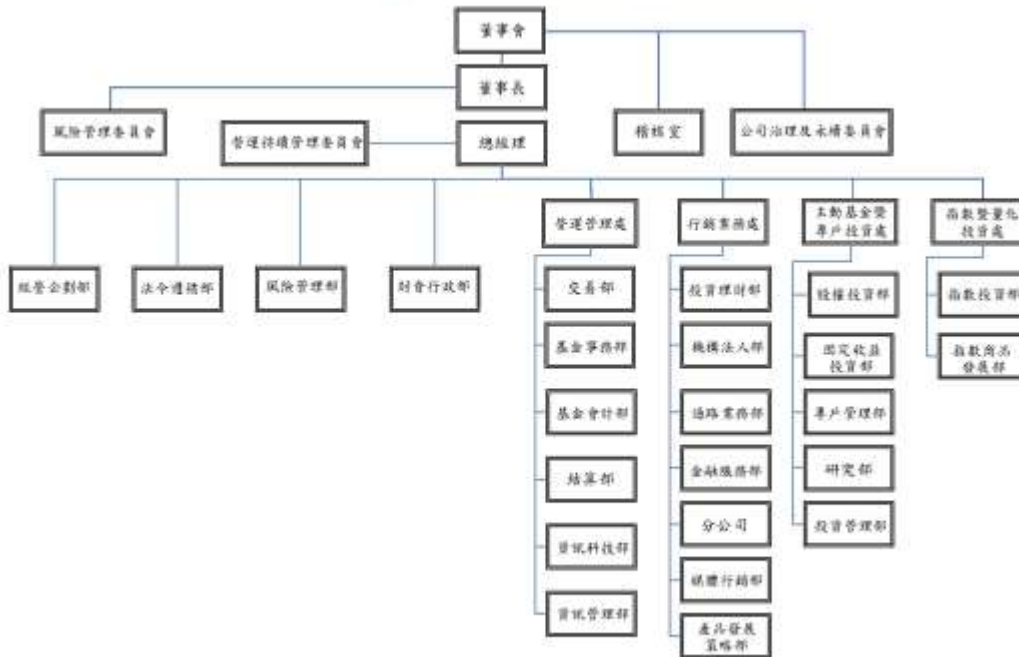 董事會
董事長
風險管理委員會
營運持續管理委員會
總經理
稽核室
公司治理及永續委員會
經營企劃部
法令遵循部
風險管理部
財會行政部
營運管理處
交易部
基金事務部
基金會計部
結算部
資訊科技部
資訊管理部
行銷業務處
投資理財部
機構法人部
通路業務部
金融服務部
分公司
媒體行銷部
產品發展
策略部
主動基金暨
專戶投資處
股權投資部
固定收益
投資部
專戶管理部
研究部
投資管理部
指數暨量化
投資處
指數投資部
指數商品
發展部